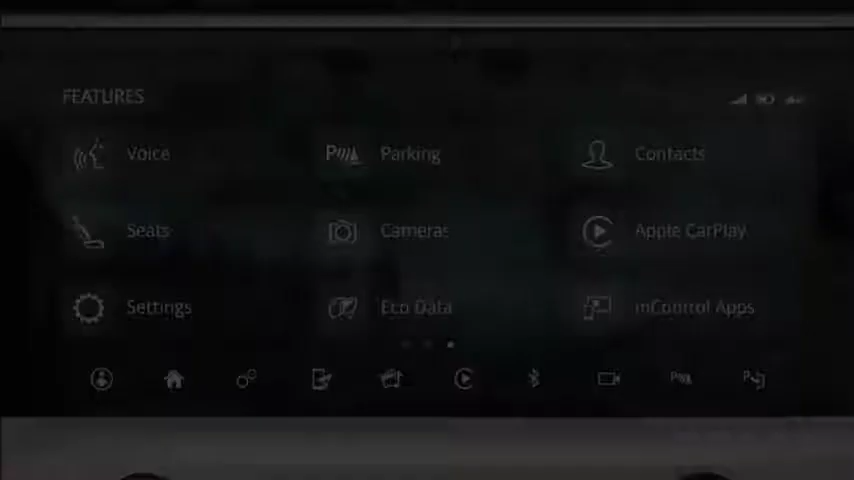 FEATURES
Voice
Parking
Contacts
Seats
Cameras
Apple CarPlay
Settings
Eco Data
InControl Apps